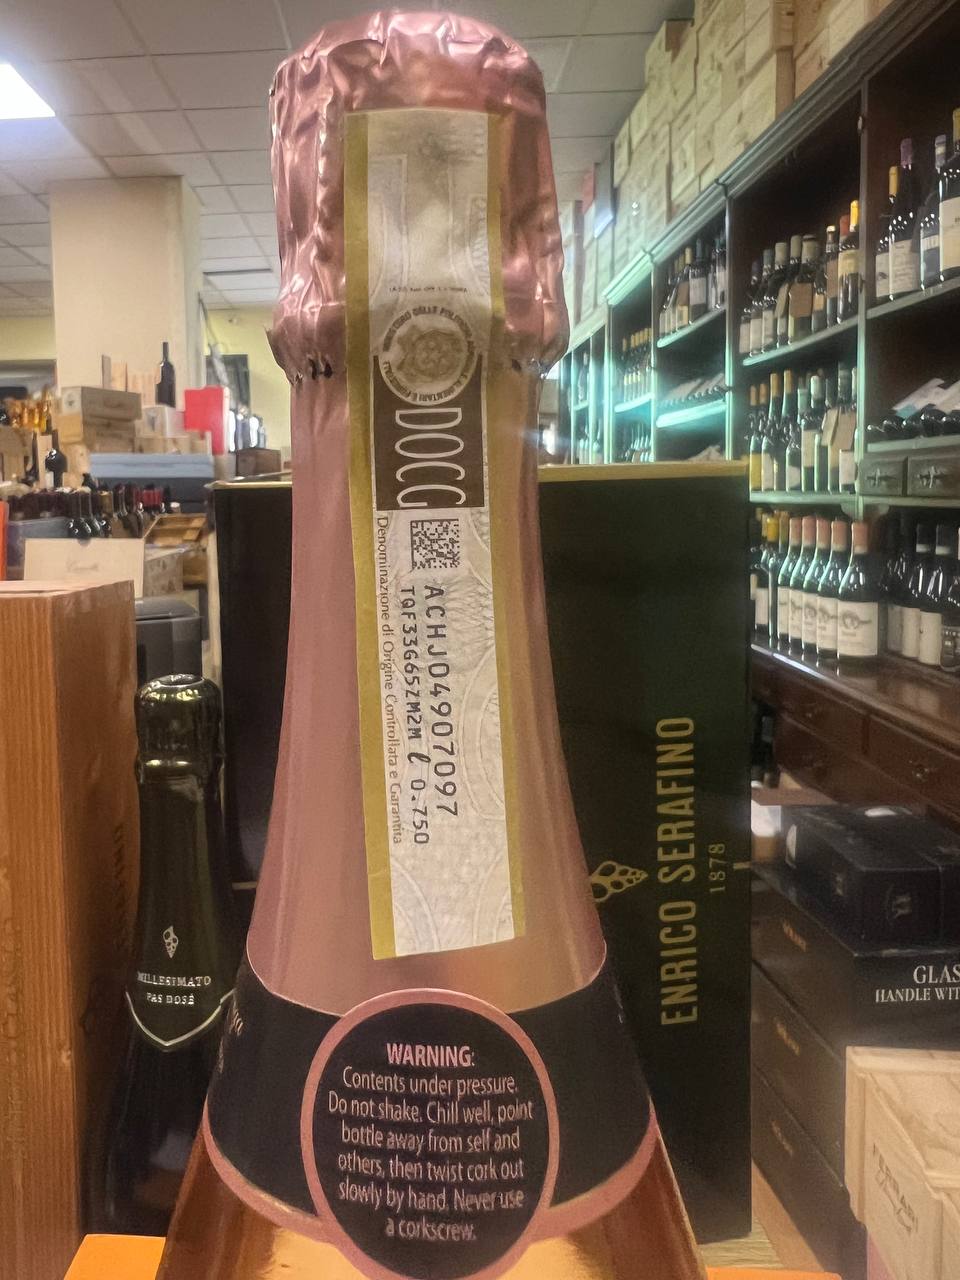 DOCG
Denominazione di Origine Controllata e Garantita
ACHJ04907097
TQF33G65ZM2M ℓ 0.750
WARNING:
Contents under pressure.
Do not shake. Chill well, point
bottle away from self and
others, then twist cork out
slowly by hand. Never use
a corkscrew.
MILLESIMATO
PAS DOSÉ
ENRICO SERAFINO
1878
GLAS
HANDLE WIT
FERRARI